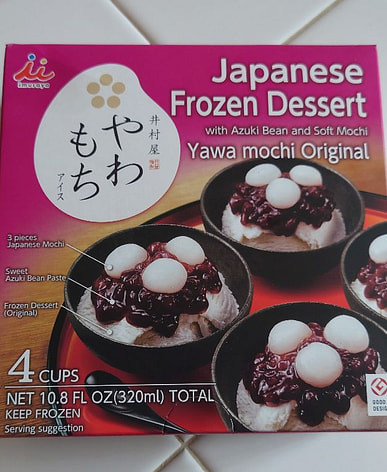 imuraya
Japanese
Frozen Dessert
with Azuki Bean and Soft Mochi
Yawa mochi Original
井村屋
やわ
もち
アイス
3 pieces
Japanese Mochi
Sweet
Azuki Bean Paste
Frozen Dessert
(Original)
4 CUPS
NET 10.8 FL OZ(320ml) TOTAL
KEEP FROZEN
Serving suggestion
GOOD
DESIGN